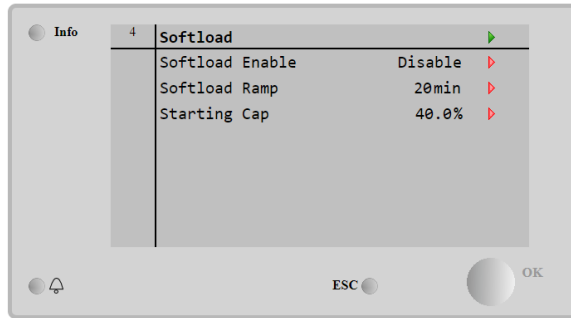 Info
4 Softload
Softload Enable Disable
Softload Ramp 20min
Starting Cap 40.0%
ESC
OK